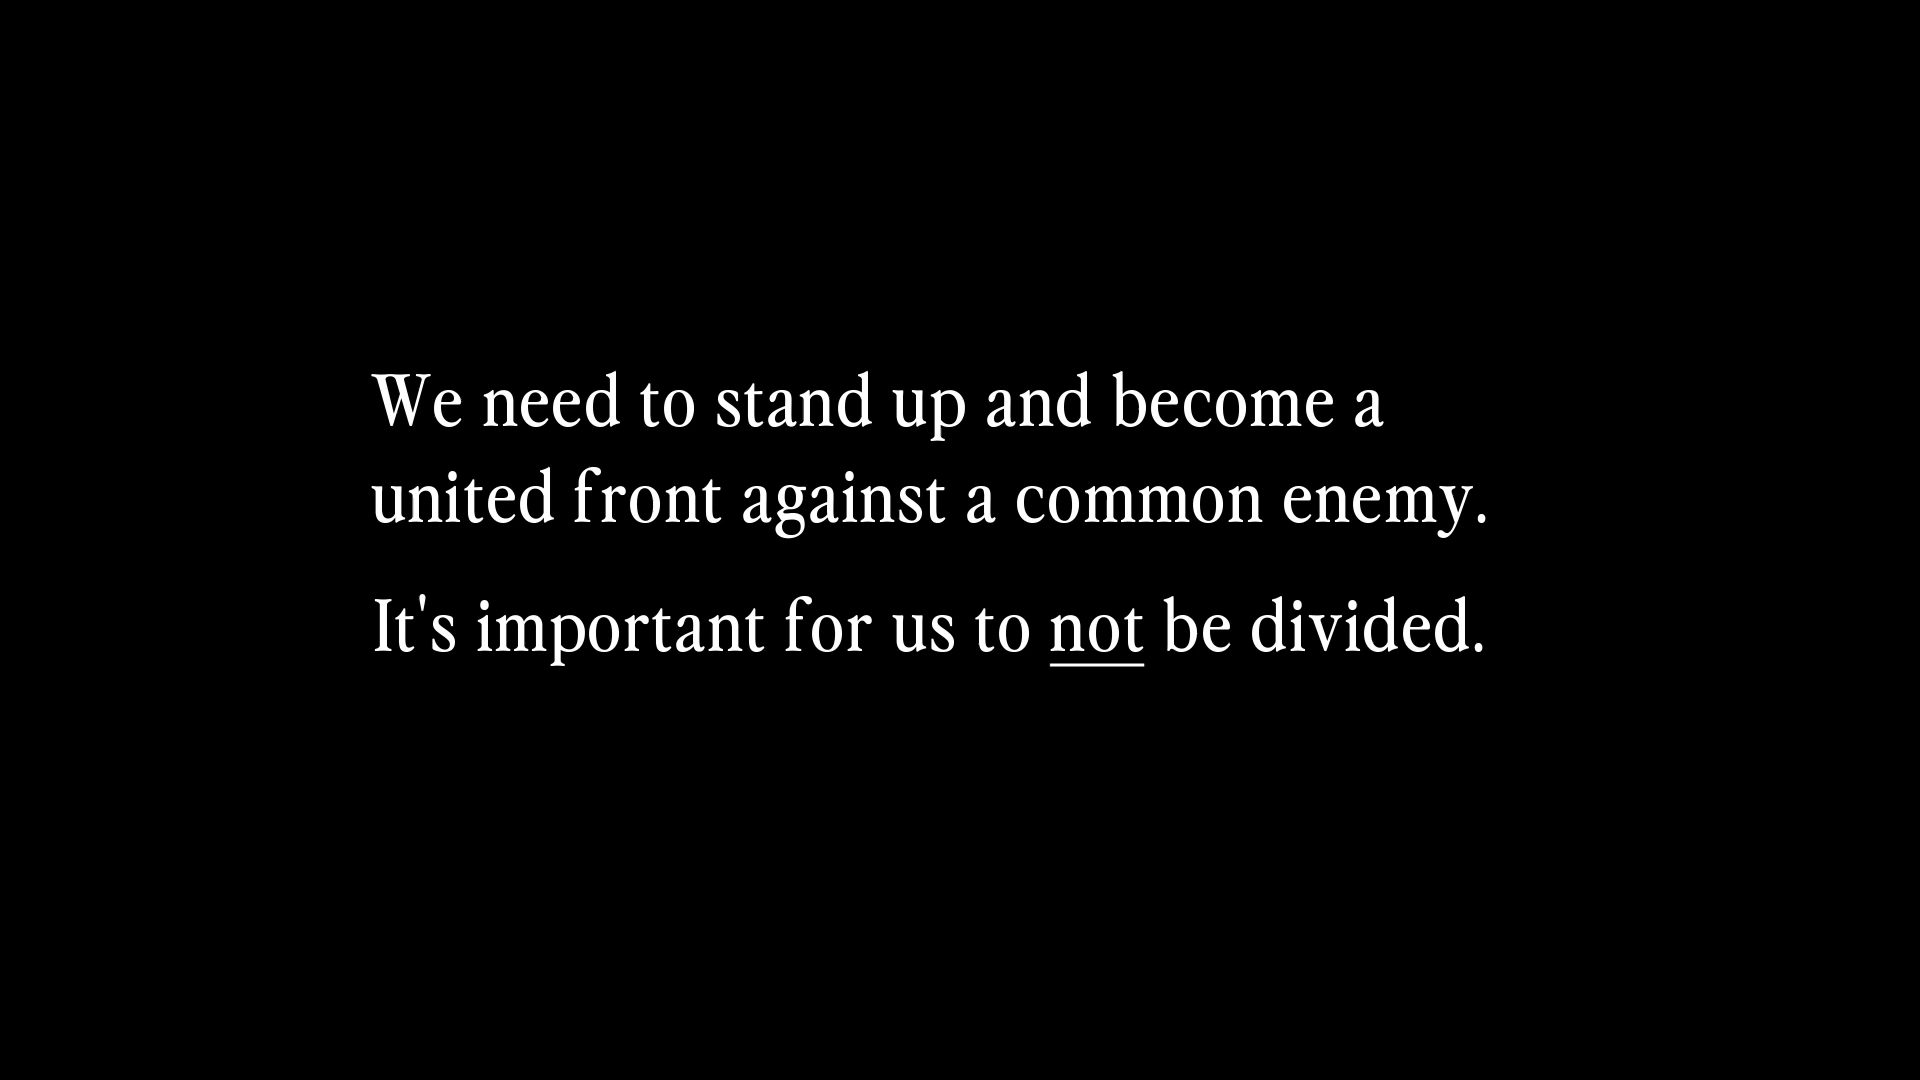 We need to stand up and become a
united front against a common enemy.
It's important for us to not be divided.